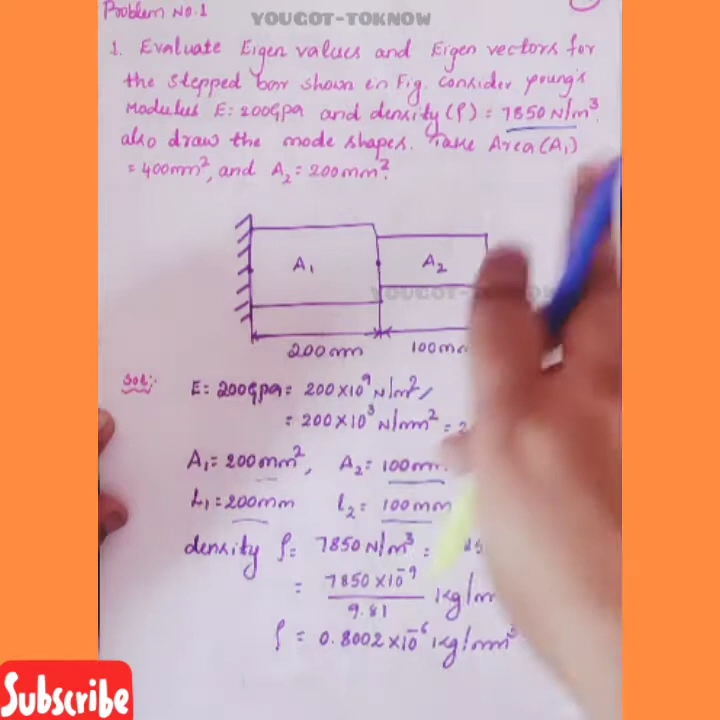 Problem No.1
YOUGOT-TOKNOW
1. Evaluate Eigen values and Eigen vectors for
the stepped bar shown in Fig. consider young's
Modulus E: 200Gpa and density (ρ) = 7850 N/m³.
also draw the mode shapes. Take Area (A₁)
= 400mm², and A₂ = 200mm².
A₁ A₂
200mm 100mm
Sol:-
E = 200Gpa = 200×10⁹ N/m²
= 200×10³ N/mm² = 2
A₁ = 200mm², A₂ = 100mm
L₁ = 200mm l₂ = 100mm
density ρ = 7850 N/m³ =
= 7850×10⁻⁹
9.81 kg/m
ρ = 0.8002×10⁻⁶ kg/mm³
Subscribe